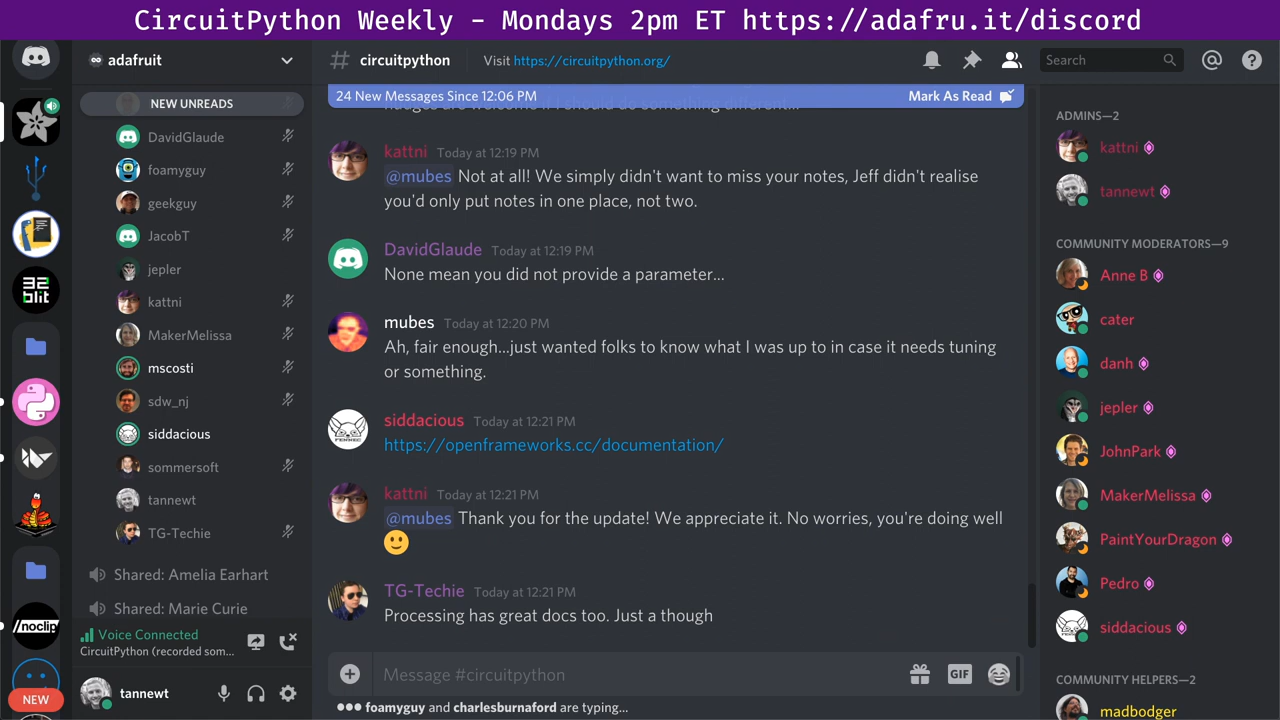 CircuitPython Weekly - Mondays 2pm ET https://adafru.it/discord
adafruit
NEW UNREADS
DavidGlaude
foamyguy
geekguy
JacobT
jepler
kattni
MakerMelissa
mscosti
sdw_nj
siddacious
sommersoft
tannewt
TG-Techie
Shared: Amelia Earhart
Shared: Marie Curie
Voice Connected
CircuitPython (recorded som...
tannewt
32
blit
/noclip
NEW
# circuitpython
Visit https://circuitpython.org/
Search
24 New Messages Since 12:06 PM
Mark As Read
kattni Today at 12:19 PM
@mubes Not at all! We simply didn't want to miss your notes, Jeff didn't realise
you'd only put notes in one place, not two.
DavidGlaude Today at 12:19 PM
None mean you did not provide a parameter...
mubes Today at 12:20 PM
Ah, fair enough...just wanted folks to know what I was up to in case it needs tuning
or something.
siddacious Today at 12:21 PM
https://openframeworks.cc/documentation/
kattni Today at 12:21 PM
@mubes Thank you for the update! We appreciate it. No worries, you're doing well
🙂
TG-Techie Today at 12:21 PM
Processing has great docs too. Just a though
Message #circuitpython
GIF
foamyguy and charlesburnaford are typing...
ADMINS—2
kattni
tannewt
COMMUNITY MODERATORS—9
Anne B
cater
danh
jepler
JohnPark
MakerMelissa
PaintYourDragon
Pedro
siddacious
COMMUNITY HELPERS—2
madbodger